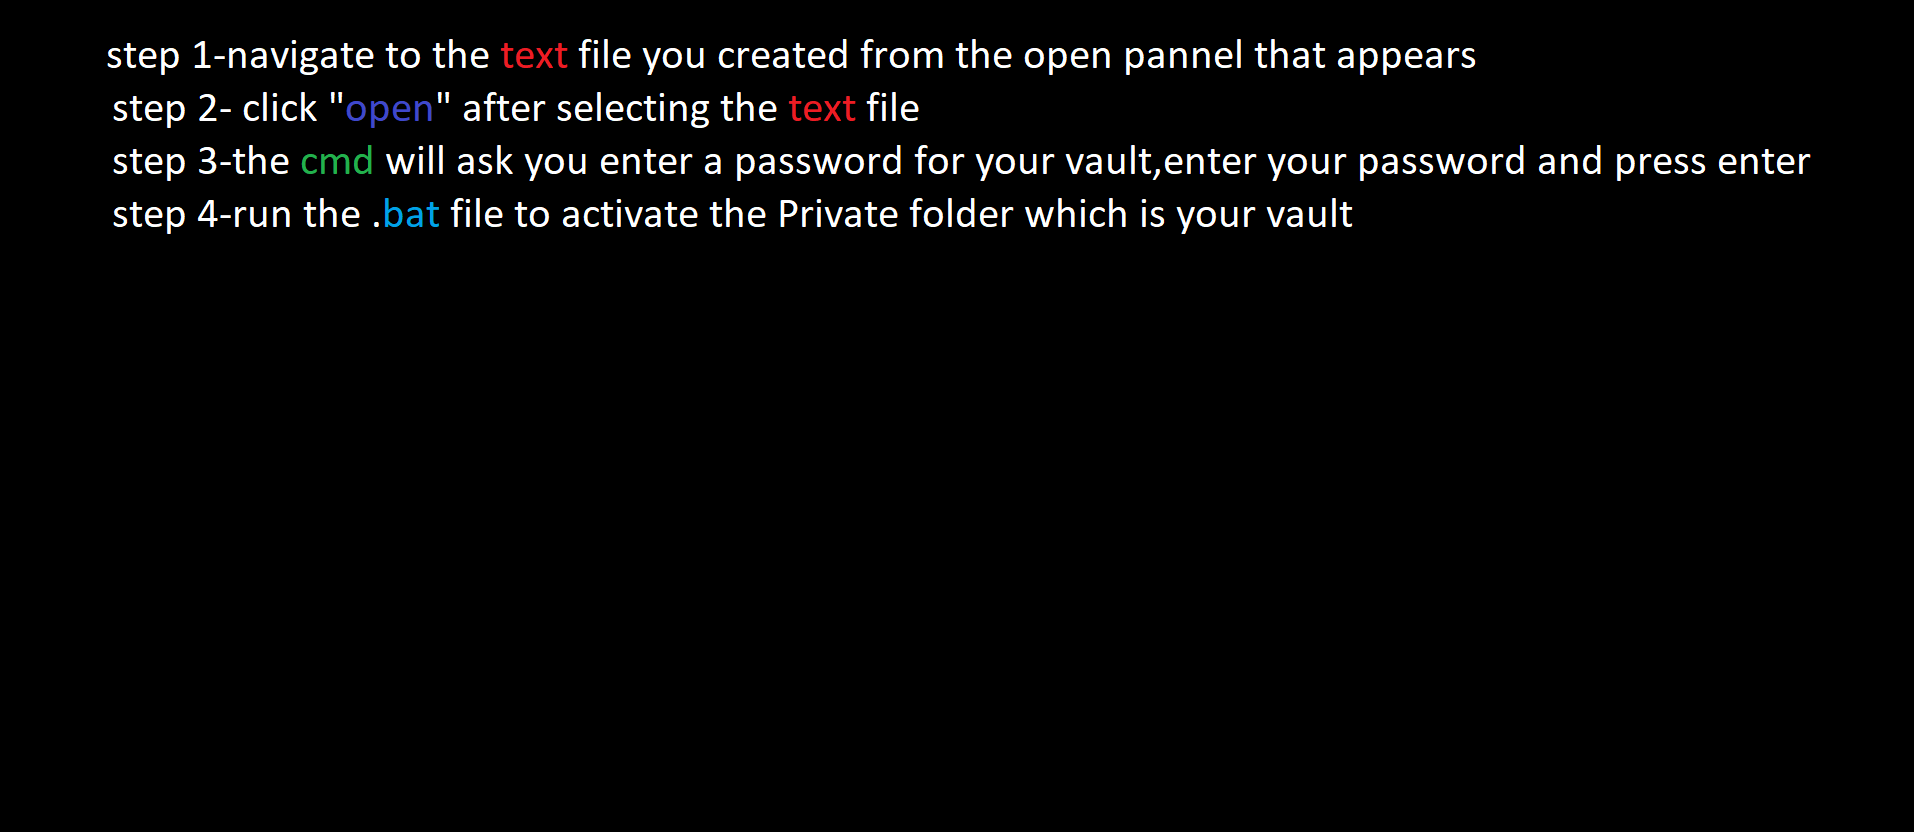 step 1-navigate to the text file you created from the open pannel that appears
step 2- click "open" after selecting the text file
step 3-the cmd will ask you enter a password for your vault,enter your password and press enter
step 4-run the .bat file to activate the Private folder which is your vault